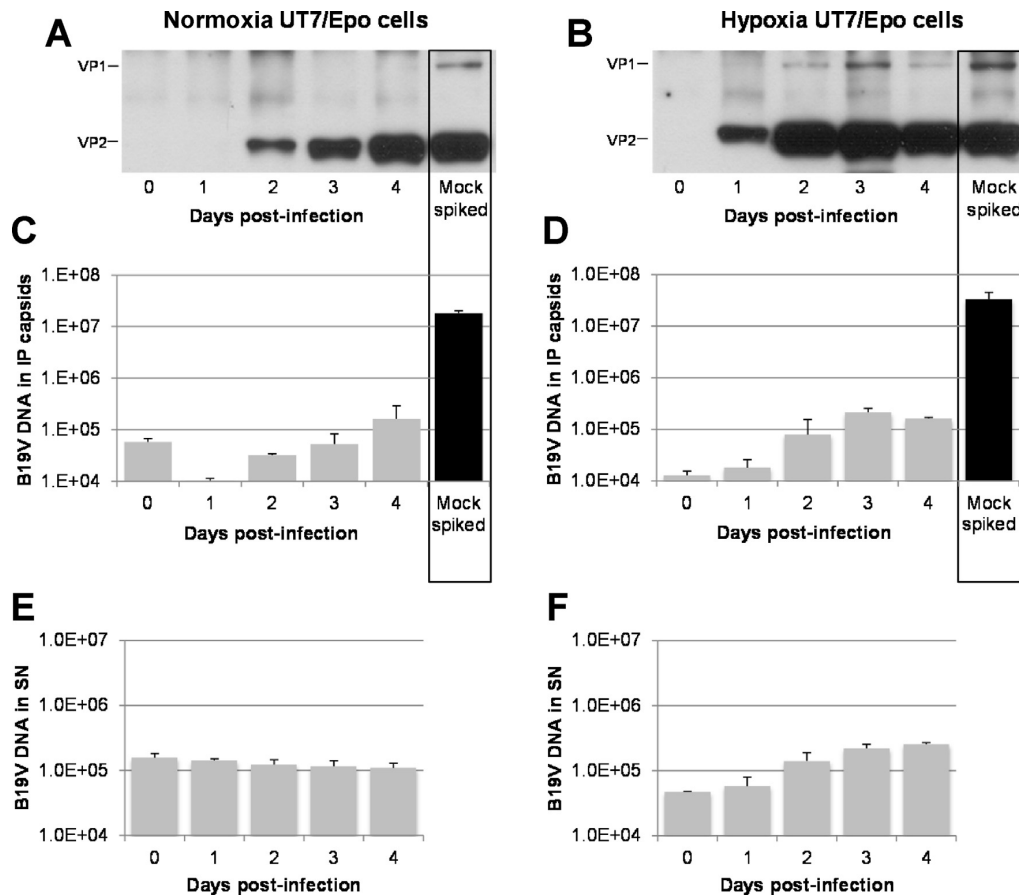 Normoxia UT7/Epo cells
A
VP1
VP2
0 1 2 3 4 Mock
spiked
Days post-infection
Hypoxia UT7/Epo cells
B
VP1
VP2
0 1 2 3 4 Mock
spiked
Days post-infection
C
B19V DNA in IP capsids
1.E+08
1.E+07
1.E+06
1.E+05
1.E+04
0 1 2 3 4 Mock
spiked
Days post-infection
D
B19V DNA in IP capsids
1.E+08
1.E+07
1.E+06
1.E+05
1.E+04
0 1 2 3 4 Mock
spiked
Days post-infection
E
B19V DNA in SN
1.0E+07
1.0E+06
1.0E+05
1.0E+04
0 1 2 3 4
Days post-infection
F
B19V DNA in SN
1.0E+07
1.0E+06
1.0E+05
1.0E+04
0 1 2 3 4
Days post-infection